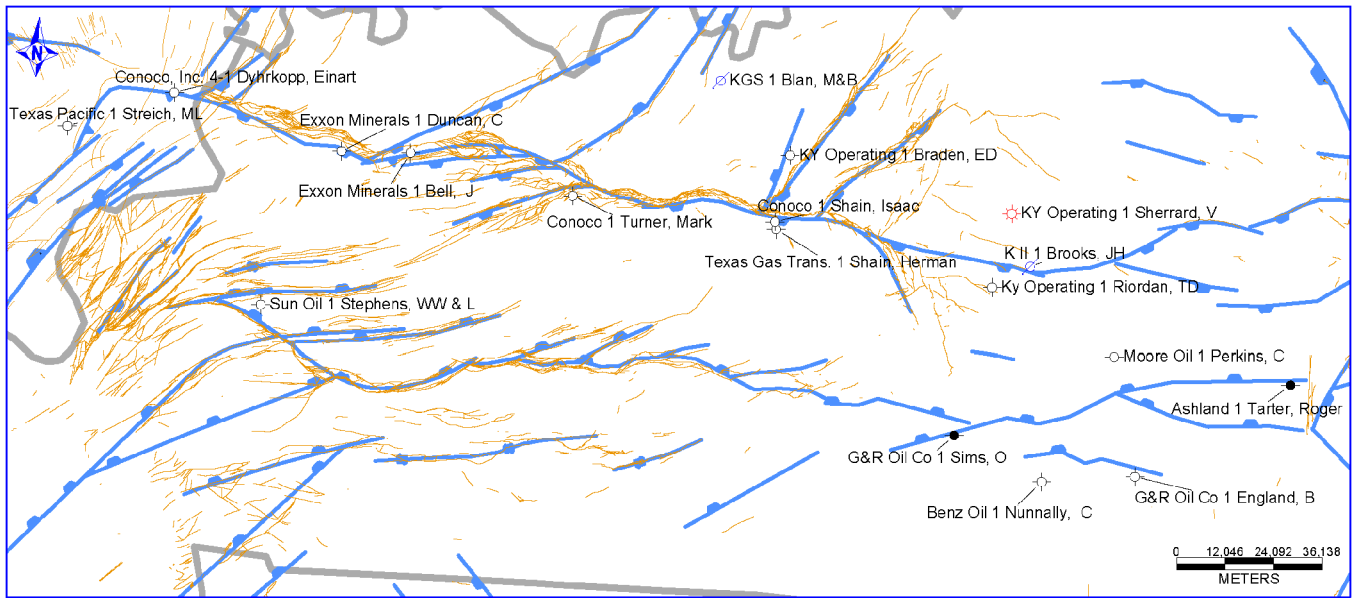 N
KGS 1 Blan, M&B
Conoco, Inc. 4-1 Dyhrkopp, Einart
Texas Pacific 1 Streich, ML
Exxon Minerals 1 Duncan, C
KY Operating 1 Braden, ED
Exxon Minerals 1 Bell, J
Conoco 1 Shain, Isaac
KY Operating 1 Sherrard, V
Conoco 1 Turner, Mark
K II 1 Brooks, JH
Texas Gas Trans. 1 Shain, Herman
Ky Operating 1 Riordan, TD
Sun Oil 1 Stephens, WW & L
Moore Oil 1 Perkins, C
Ashland 1 Tarter, Roger
G&R Oil Co 1 Sims, O
G&R Oil Co 1 England, B
Benz Oil 1 Nunnally, C
0 12,046 24,092 36,138
METERS